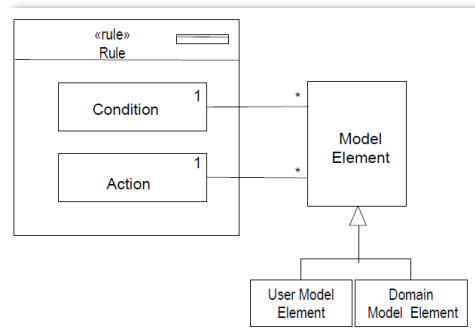 «rule»
Rule
Condition
1
*
Model
Element
Action
1
*
User Model
Element
Domain
Model Element